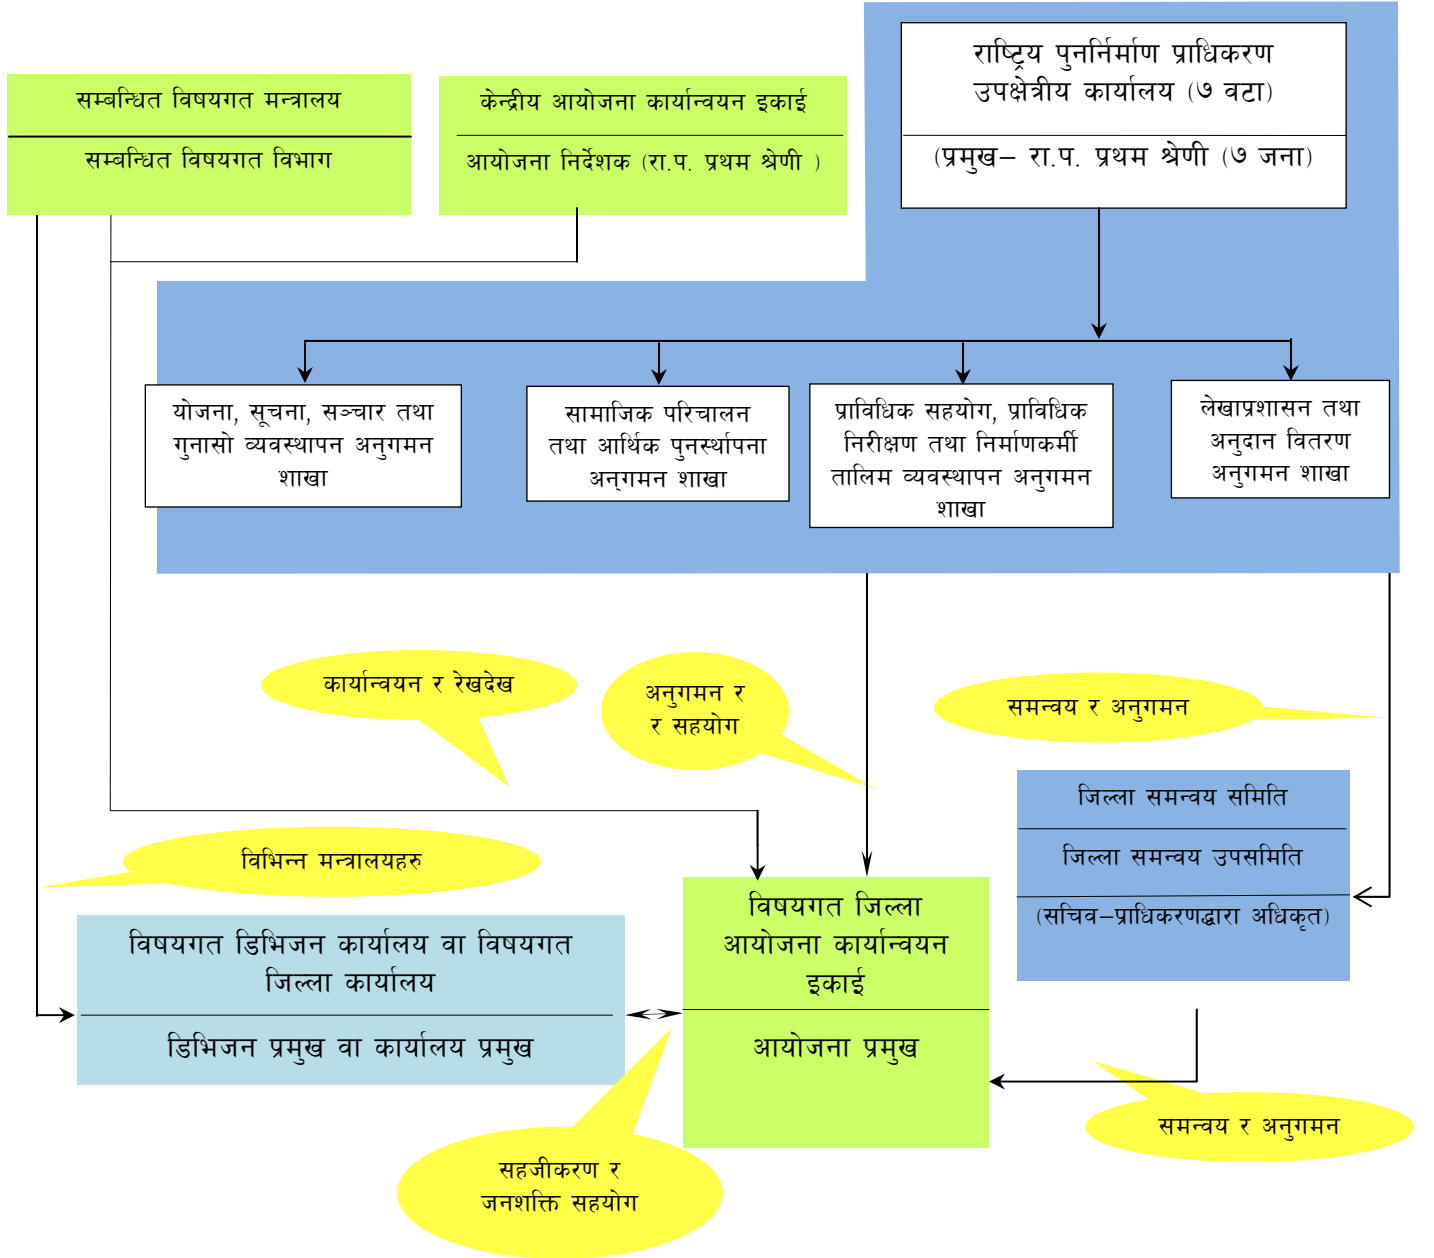 राष्ट्रिय पुनर्निर्माण प्राधिकरण
उपक्षेत्रीय कार्यालय (७ वटा)
(प्रमुख– रा.प. प्रथम श्रेणी (७ जना)
सम्बन्धित विषयगत मन्त्रालय
सम्बन्धित विषयगत विभाग
केन्द्रीय आयोजना कार्यान्वयन इकाई
आयोजना निर्देशक (रा.प. प्रथम श्रेणी )
योजना, सूचना, सञ्चार तथा
गुनासो व्यवस्थापन अनुगमन
शाखा
सामाजिक परिचालन
तथा आर्थिक पुनर्स्थापना
अनुगमन शाखा
प्राविधिक सहयोग, प्राविधिक
निरीक्षण तथा निर्माणकर्मी
तालिम व्यवस्थापन अनुगमन
शाखा
लेखाप्रशासन तथा
अनुदान वितरण
अनुगमन शाखा
कार्यान्वयन र रेखदेख
अनुगमन र
र सहयोग
समन्वय र अनुगमन
जिल्ला समन्वय समिति
जिल्ला समन्वय उपसमिति
(सचिव–प्राधिकरणद्धारा अधिकृत)
विभिन्न मन्त्रालयहरु
विषयगत डिभिजन कार्यालय वा विषयगत
जिल्ला कार्यालय
डिभिजन प्रमुख वा कार्यालय प्रमुख
विषयगत जिल्ला
आयोजना कार्यान्वयन
इकाई
आयोजना प्रमुख
समन्वय र अनुगमन
सहजीकरण र
जनशक्ति सहयोग